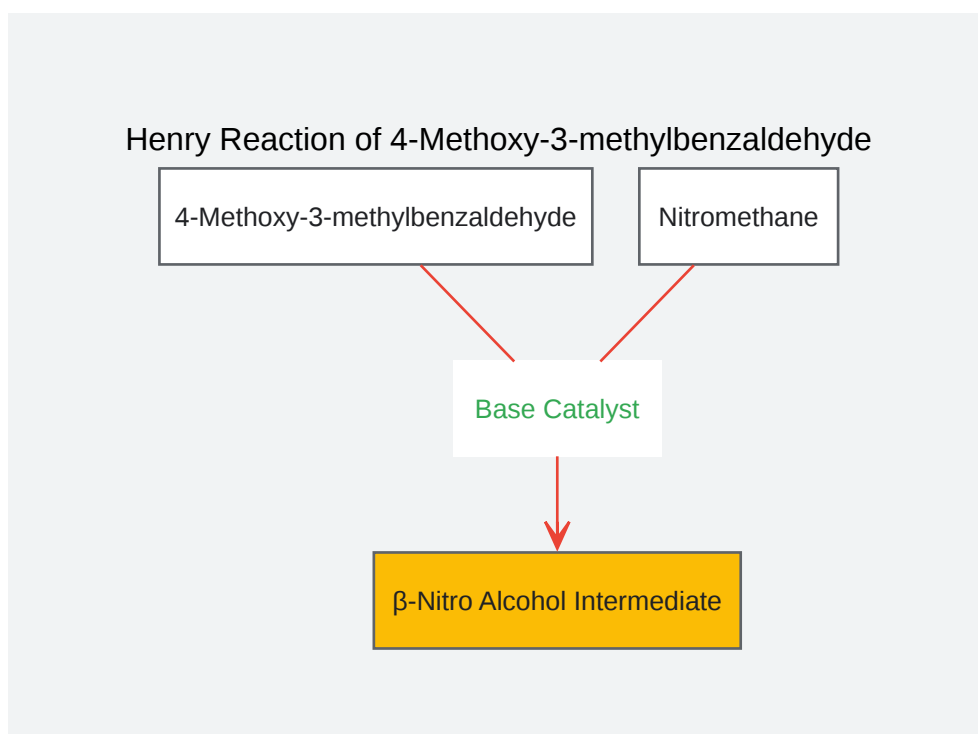 Henry Reaction of 4-Methoxy-3-methylbenzaldehyde
4-Methoxy-3-methylbenzaldehyde
Nitromethane
Base Catalyst
β-Nitro Alcohol Intermediate